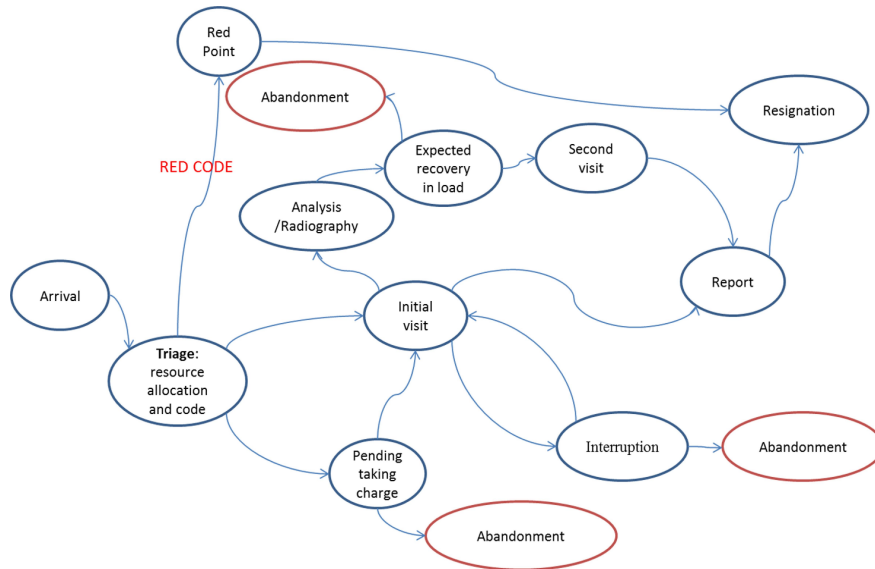 Red
Point
Abandonment
Resignation
RED CODE
Expected
recovery
in load
Second
visit
Analysis
/Radiography
Arrival
Initial
visit
Report
Triage:
resource
allocation
and code
Pending
taking
charge
Interruption
Abandonment
Abandonment